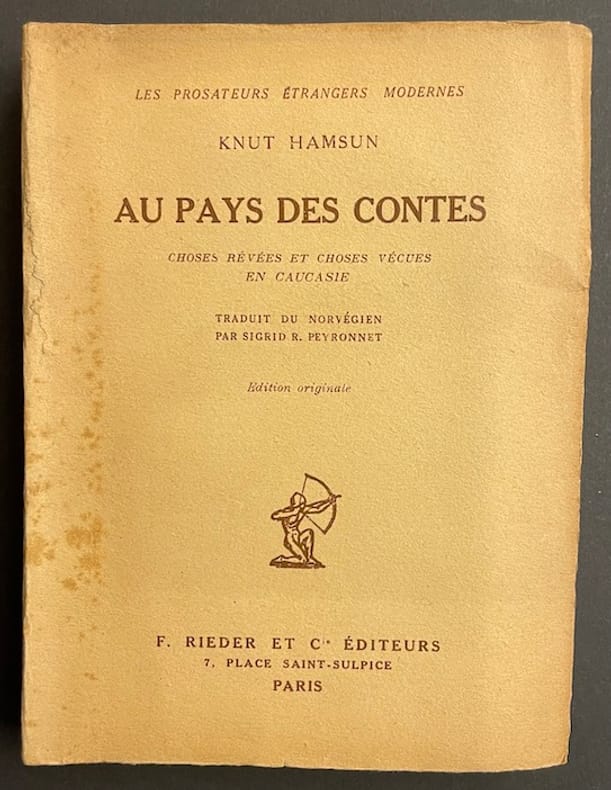 LES PROSATEURS ÉTRANGERS MODERNES
KNUT HAMSUN
AU PAYS DES CONTES
CHOSES RÊVÉES ET CHOSES VÉCUES
EN CAUCASIE
TRADUIT DU NORVÉGIEN
PAR SIGRID R. PEYRONNET
Edition originale
F. RIEDER ET Cie ÉDITEURS
7, PLACE SAINT-SULPICE
PARIS